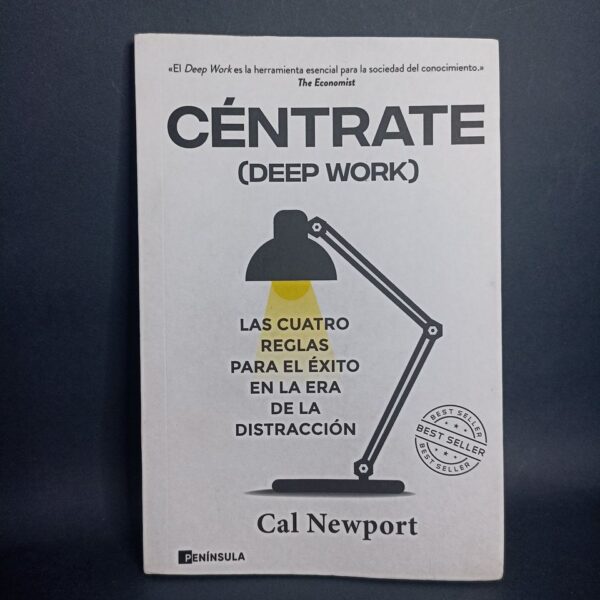 «El Deep Work es la herramienta esencial para la sociedad del conocimiento.»
The Economist
CÉNTRATE
(DEEP WORK)
LAS CUATRO
REGLAS
PARA EL ÉXITO
EN LA ERA
DE LA
DISTRACCIÓN
BEST SELLER
BEST SELLER
BEST SELLER
Cal Newport
PENÍNSULA